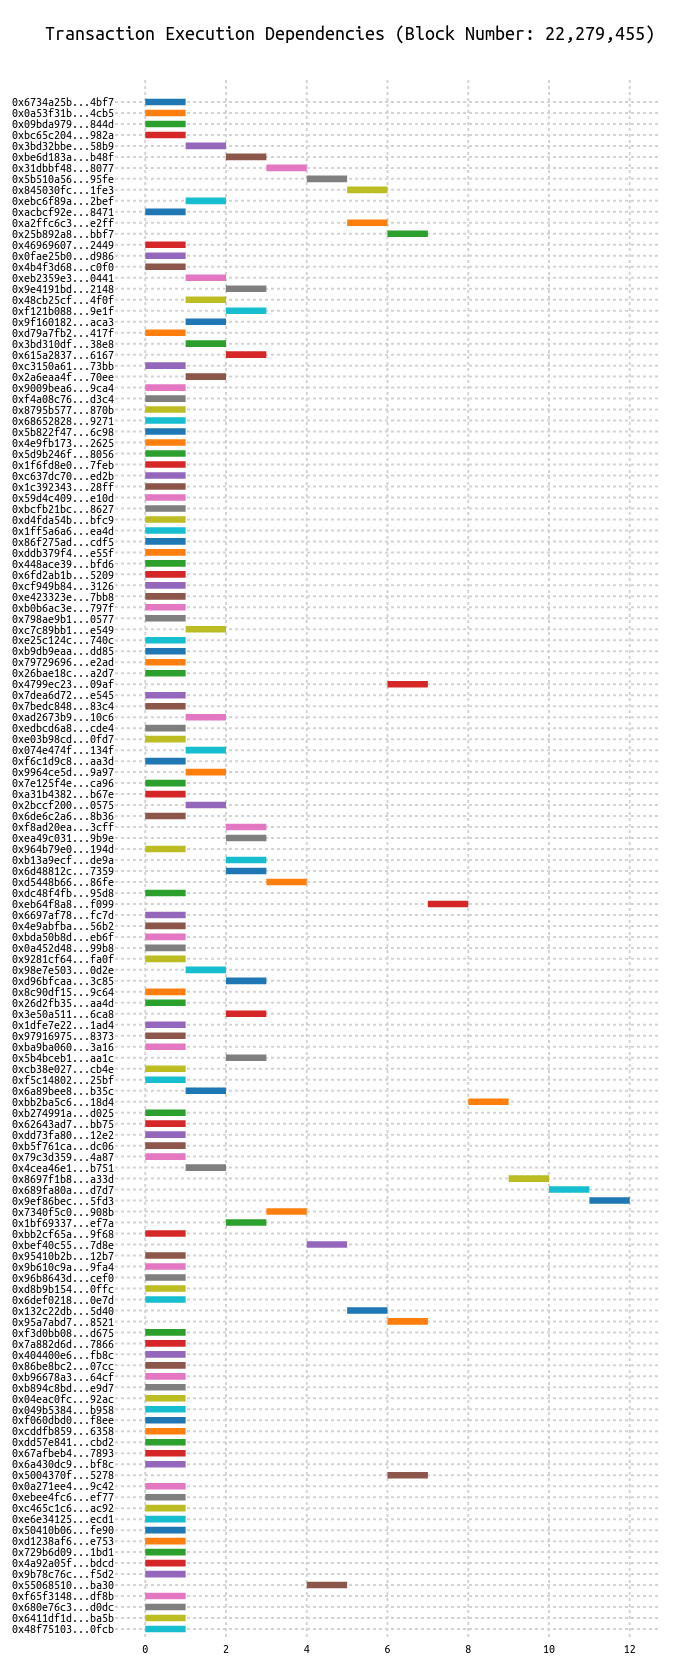 Transaction Execution Dependencies (Block Number: 22,279,455)
0x6734a25b...4bf7
0x0a53f31b...4cb5
0x09bda979...844d
0xbc65c204...982a
0x3bd32bbe...58b9
0xbe6d183a...b48f
0x31dbbf48...8077
0x5b510a56...95fe
0x845030fc...1fe3
0xebc6f89a...2bef
0xacbcf92e...8471
0xa2ffc6c3...e2ff
0x25b892a8...bbf7
0x46969607...2449
0x0fae25b0...d986
0x4b4f3d68...c0f0
0xeb2359e3...0441
0x9e4191bd...2148
0x48cb25cf...4f0f
0xf121b088...9e1f
0x9f160182...aca3
0xd79a7fb2...417f
0x3bd310df...38e8
0x615a2837...6167
0xc3150a61...73bb
0x2a6eaa4f...70ee
0x9009bea6...9ca4
0xf4a08c76...d3c4
0x8795b577...870b
0x68652828...9271
0x5b822f47...6c98
0x4e9fb173...2625
0x5d9b246f...8056
0x1f6fd8e0...7feb
0xc637dc70...ed2b
0x1c392343...28ff
0x59d4c409...e10d
0xbcfb21bc...8627
0xd4fda54b...bfc9
0x1ff5a6a6...ea4d
0x86f275ad...cdf5
0xddb379f4...e55f
0x448ace39...bfd6
0x6fd2ab1b...5209
0xcf949b84...3126
0xe423323e...7bb8
0xb0b6ac3e...797f
0x798ae9b1...0577
0xc7c89bb1...e549
0xe25c124c...740c
0xb9db9eaa...dd85
0x79729696...e2ad
0x26bae18c...a2d7
0x4799ec23...09af
0x7dea6d72...e545
0x7bedc848...83c4
0xad2673b9...10c6
0xedbcd6a8...cde4
0xe03b98cd...0fd7
0x074e474f...134f
0xf6c1d9c8...aa3d
0x9964ce5d...9a97
0x7e125f4e...ca96
0xa31b4382...b67e
0x2bccf200...0575
0x6de6c2a6...8b36
0xf8ad20ea...3cff
0xea49c031...9b9e
0x964b79e0...194d
0xb13a9ecf...de9a
0x6d48812c...7359
0xd5448b66...86fe
0xdc48f4fb...95d8
0xeb64f8a8...f099
0x6697af78...fc7d
0x4e9abfba...56b2
0xbda50b8d...eb6f
0x0a452d48...99b8
0x9281cf64...fa0f
0x98e7e503...0d2e
0xd96bfcaa...3c85
0x8c90df15...9c64
0x26d2fb35...aa4d
0x3e50a511...6ca8
0x1dfe7e22...1ad4
0x97916975...8373
0xba9ba060...3a16
0x5b4bceb1...aa1c
0xcb38e027...cb4e
0xf5c14802...25bf
0x6a89bee8...b35c
0xbb2ba5c6...18d4
0xb274991a...d025
0x62643ad7...bb75
0xdd73fa80...12e2
0xb5f761ca...dc06
0x79c3d359...4a87
0x4cea46e1...b751
0x8697f1b8...a33d
0x689fa80a...d7d7
0x9ef86bec...5fd3
0x7340f5c0...908b
0x1bf69337...ef7a
0xbb2cf65a...9f68
0xbef40c55...7d8e
0x95410b2b...12b7
0x9b610c9a...9fa4
0x96b8643d...cef0
0xd8b9b154...0ffc
0x6def0218...0e7d
0x132c22db...5d40
0x95a7abd7...8521
0xf3d0bb08...d675
0x7a882d6d...7866
0x404400e6...fb8c
0x86be8bc2...07cc
0xb96678a3...64cf
0xb894c8bd...e9d7
0x04eac0fc...92ac
0x049b5384...b958
0xf060dbd0...f8ee
0xcddfb859...6358
0xdd57e841...cbd2
0x67afbeb4...7893
0x6a430dc9...bf8c
0x5004370f...5278
0x0a271ee4...9c42
0xebee4fc6...ef77
0xc465c1c6...ac92
0xe6e34125...ecd1
0x50410b06...fe90
0xd1238af6...e753
0x729b6d09...1bd1
0x4a92a05f...bdcd
0x9b78c76c...f5d2
0x55068510...ba30
0xf65f3148...df8b
0x680e76c3...d0dc
0x6411df1d...ba5b
0x48f75103...0fcb
0 2 4 6 8 10 12